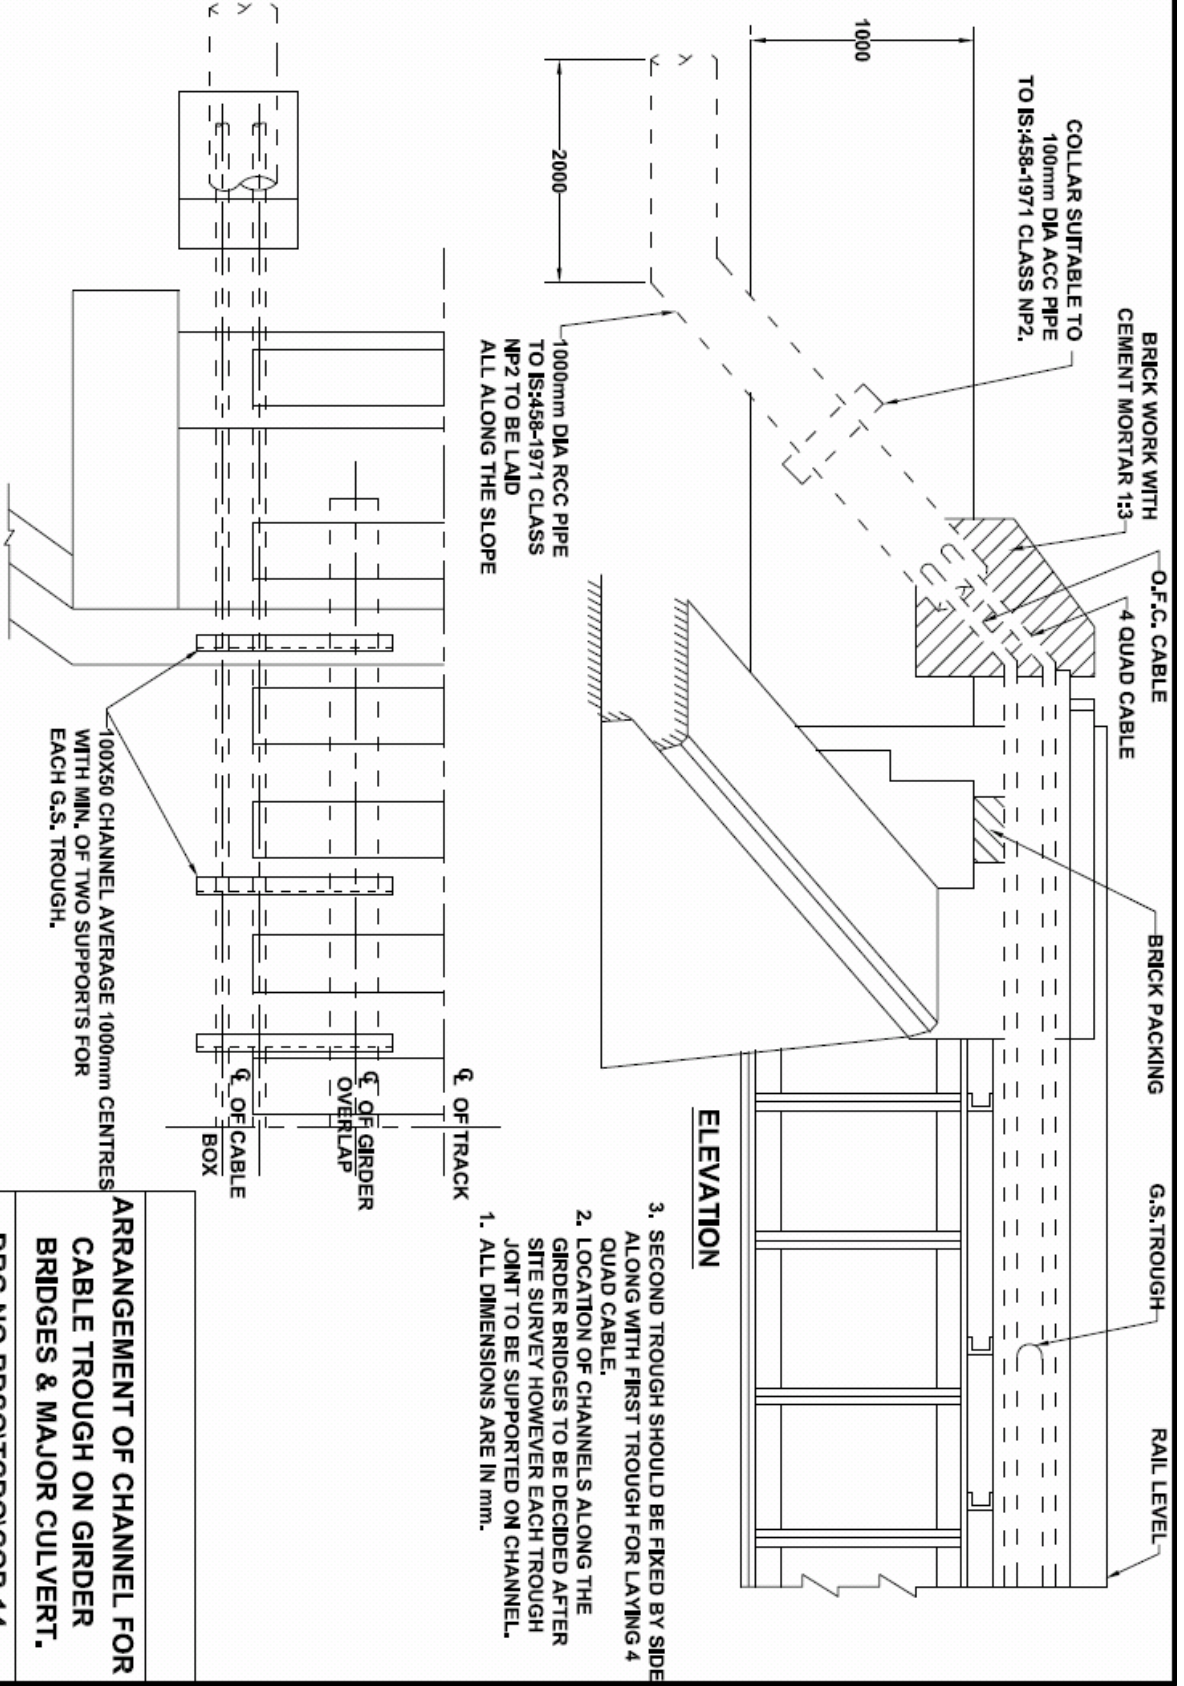 BRICK WORK WITH
CEMENT MORTAR 1:3
O.F.C. CABLE
4 QUAD CABLE
BRICK PACKING
G.S.TROUGH
RAIL LEVEL
COLLAR SUITABLE TO
100mm DIA ACC PIPE
TO IS:458-1971 CLASS NP2.
1000
2000
1000mm DIA RCC PIPE
TO IS:458-1971 CLASS
NP2 TO BE LAID
ALL ALONG THE SLOPE
ELEVATION
3. SECOND TROUGH SHOULD BE FIXED BY SIDE
ALONG WITH FIRST TROUGH FOR LAYING 4
QUAD CABLE.
2. LOCATION OF CHANNELS ALONG THE
GIRDER BRIDGES TO BE DECIDED AFTER
SITE SURVEY HOWEVER EACH TROUGH
JOINT TO BE SUPPORTED ON CHANNEL.
1. ALL DIMENSIONS ARE IN mm.
℄ OF TRACK
℄ OF GIRDER
OVERLAP
℄ OF CABLE
BOX
100X50 CHANNEL AVERAGE 1000mm CENTRES
WITH MIN. OF TWO SUPPORTS FOR
EACH G.S. TROUGH.
ARRANGEMENT OF CHANNEL FOR
CABLE TROUGH ON GIRDER
BRIDGES & MAJOR CULVERT.